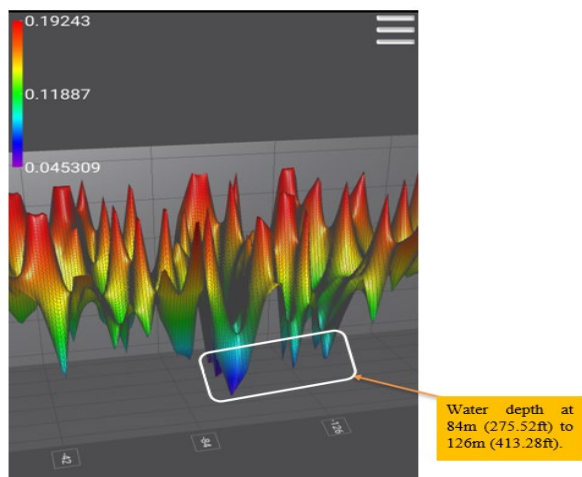 0.19243
0.11887
0.045309
-42
-84
-126
Water depth at
84m (275.52ft) to
126m (413.28ft).